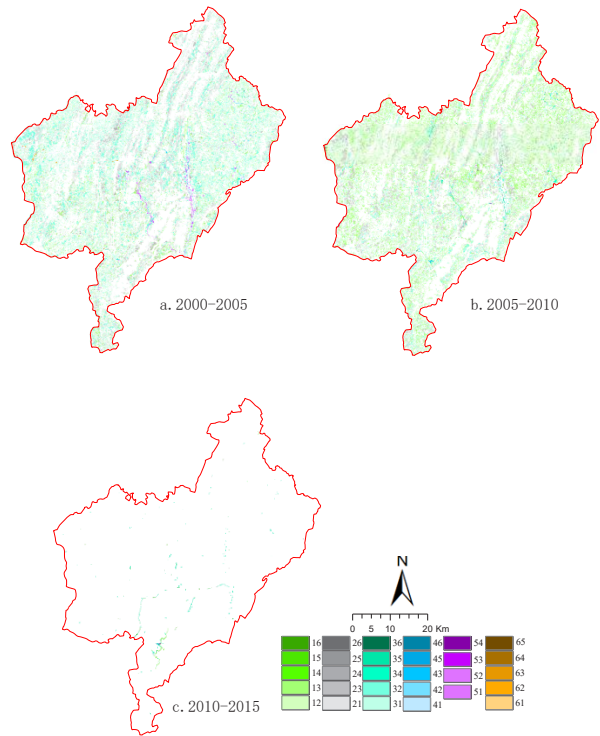 a.2000-2005
b.2005-2010
c.2010-2015
N
0 5 10 20 Km
16 26 36 46 54 65
15 25 35 45 53 64
14 24 34 43 52 63
13 23 32 42 51 62
12 21 31 41 61